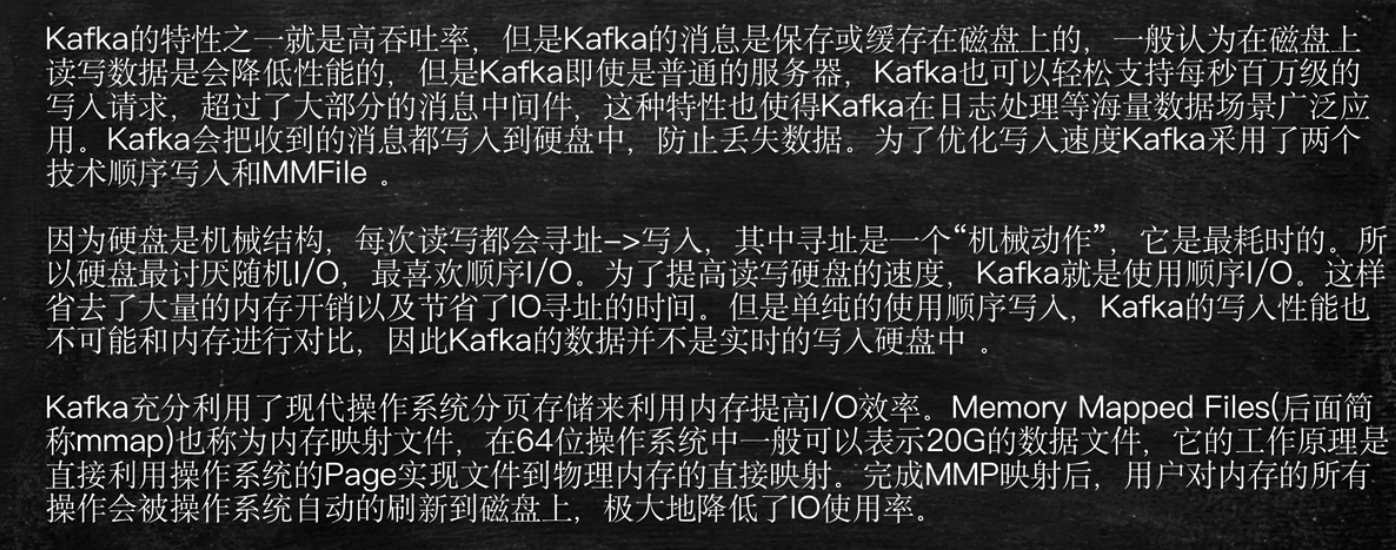 Kafka的特性之一就是高吞吐率，但是Kafka的消息是保存或缓存在磁盘上的，一般认为在磁盘上
读写数据是会降低性能的，但是Kafka即使是普通的服务器，Kafka也可以轻松支持每秒百万级的
写入请求，超过了大部分的消息中间件，这种特性也使得Kafka在日志处理等海量数据场景广泛应
用。Kafka会把收到的消息都写入到硬盘中，防止丢失数据。为了优化写入速度Kafka采用了两个
技术顺序写入和MMFile 。
因为硬盘是机械结构，每次读写都会寻址–>写入，其中寻址是一个“机械动作”，它是最耗时的。所
以硬盘最讨厌随机I/O，最喜欢顺序I/O。为了提高读写硬盘的速度，Kafka就是使用顺序I/O。这样
省去了大量的内存开销以及节省了IO寻址的时间。但是单纯的使用顺序写入，Kafka的写入性能也
不可能和内存进行对比，因此Kafka的数据并不是实时的写入硬盘中 。
Kafka充分利用了现代操作系统分页存储来利用内存提高I/O效率。Memory Mapped Files(后面简
称mmap)也称为内存映射文件，在64位操作系统中一般可以表示20G的数据文件，它的工作原理是
直接利用操作系统的Page实现文件到物理内存的直接映射。完成MMP映射后，用户对内存的所有
操作会被操作系统自动的刷新到磁盘上，极大地降低了IO使用率。